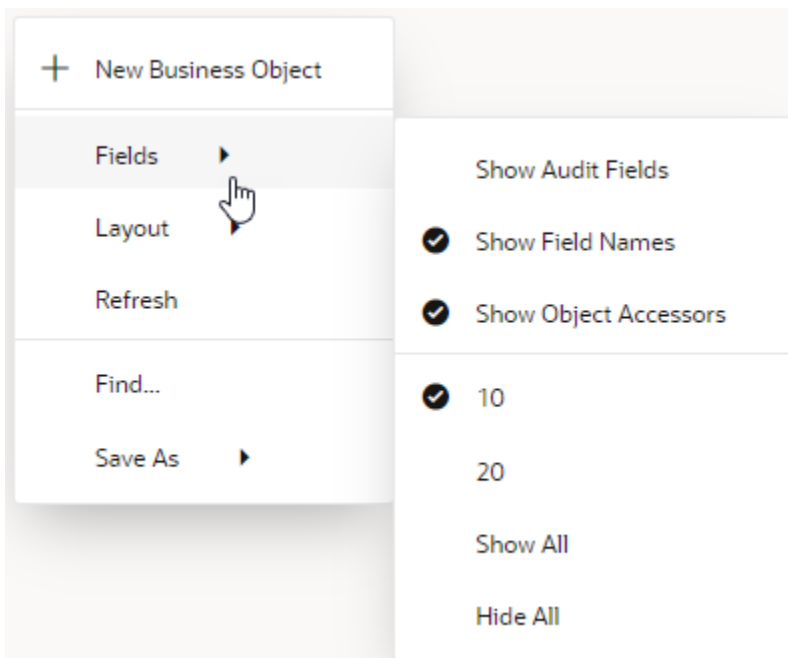 New Business Object
Fields
Layout
Refresh
Find...
Save As
Show Audit Fields
Show Field Names
Show Object Accessors
10
20
Show All
Hide All